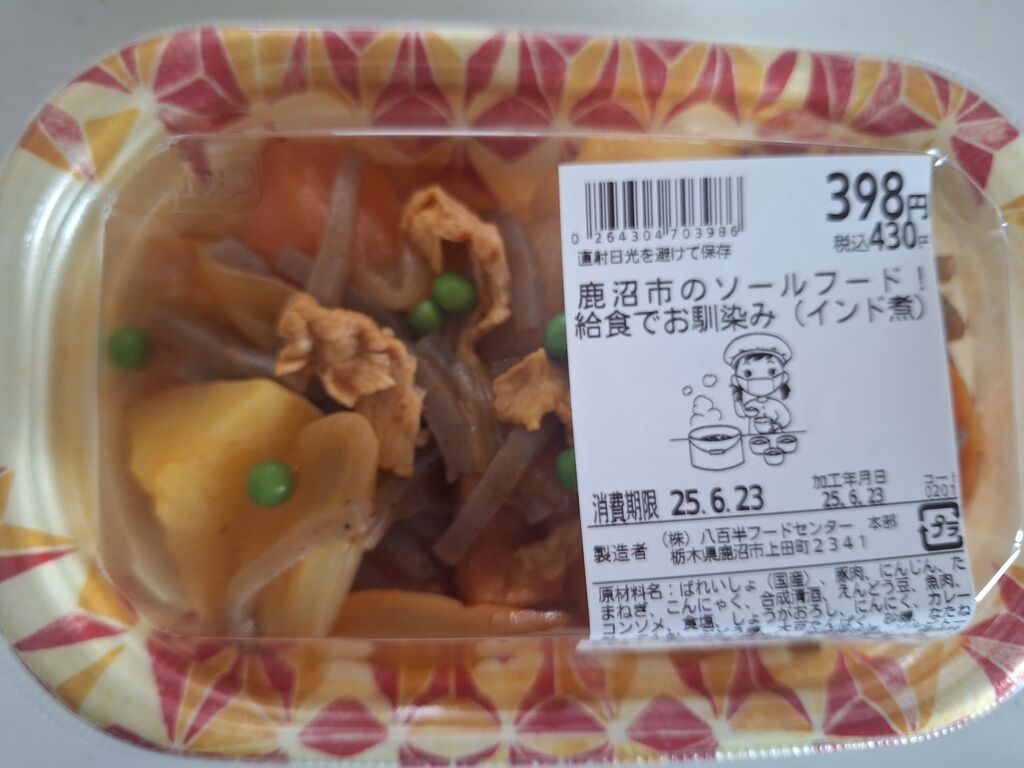 398円
0 264304 703986
税込430円
直射日光を避けて保存
鹿沼市のソールフード！
給食でお馴染み（インド煮）
消費期限 25.6.23
加工年月日
25.6.23
コード
0201
プラ
製造者 （株）八百半フードセンター 本部
栃木県鹿沼市上田町２３４１
原材料名：ばれいしょ（国産）、豚肉、にんじん、た
まねぎ、こんにゃく、合成清酒、えんどう豆、魚肉、
コンソメ、食塩、しょうがおろし、にんにく、カレー